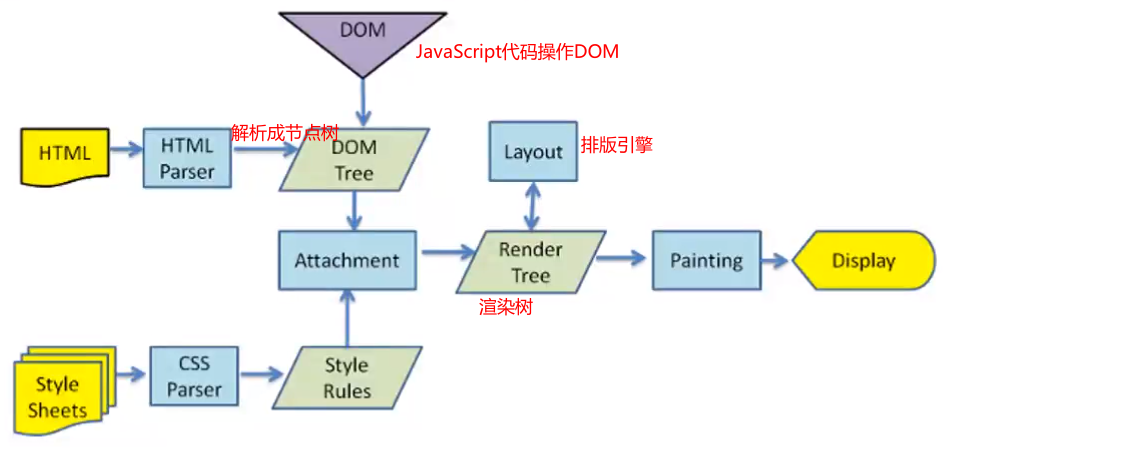 DOM
JavaScript代码操作DOM
HTML
HTML
Parser
解析成节点树
DOM
Tree
Layout
排版引擎
Attachment
Render
Tree
渲染树
Painting
Display
Style
Sheets
CSS
Parser
Style
Rules